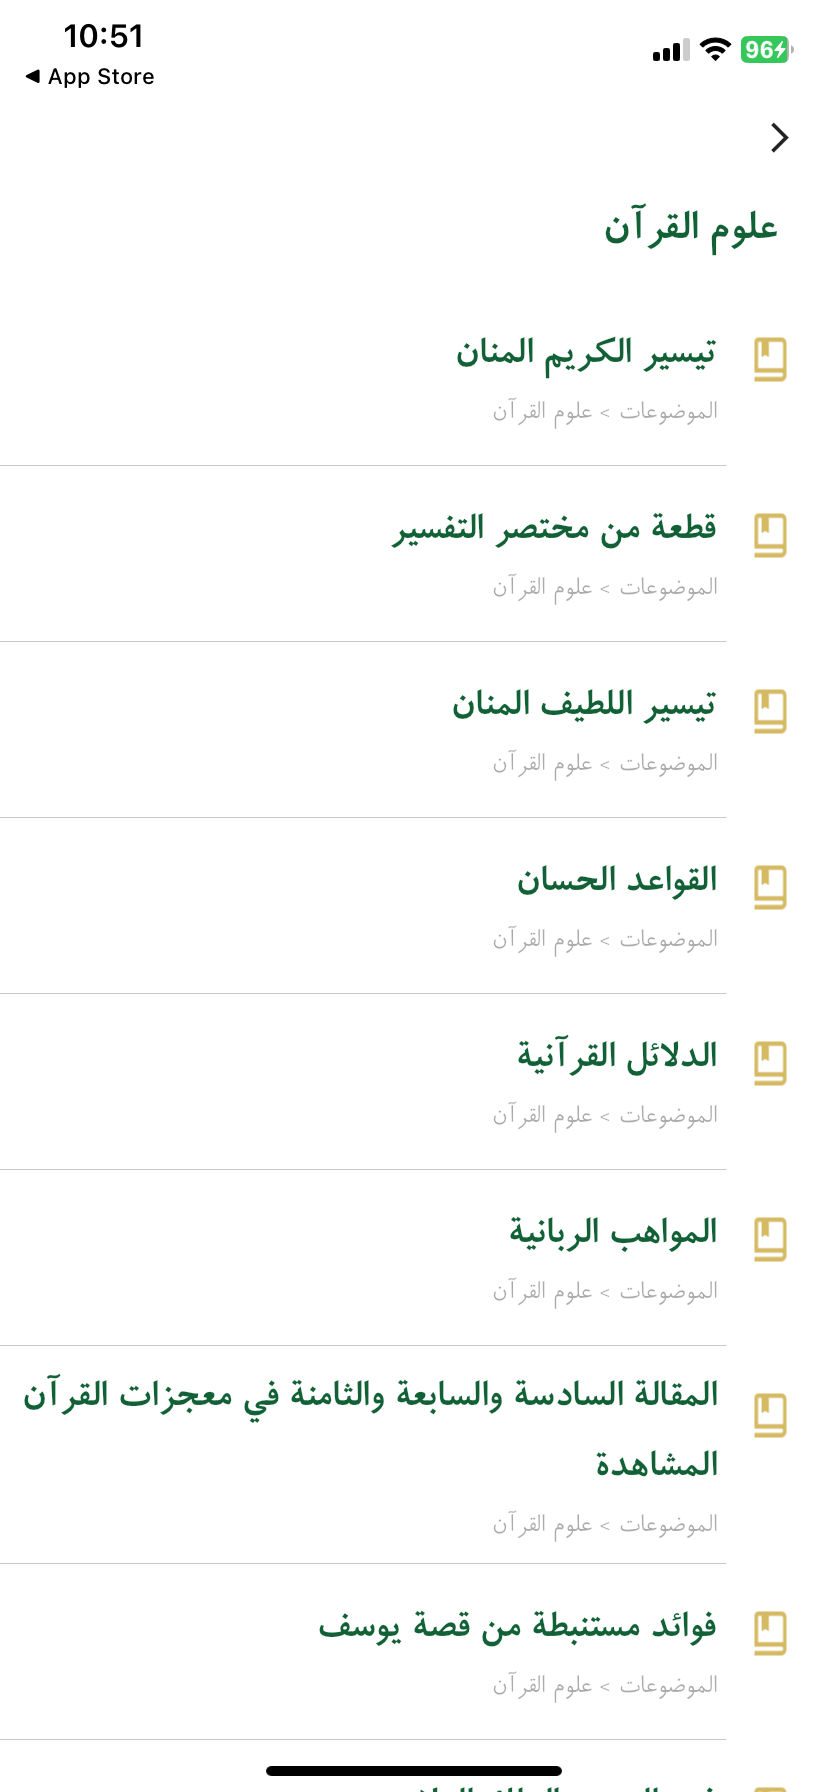 10:51
96
◀ App Store
علوم القرآن
تيسير الكريم المنان
الموضوعات > علوم القرآن
قطعة من مختصر التفسير
الموضوعات > علوم القرآن
تيسير اللطيف المنان
الموضوعات > علوم القرآن
القواعد الحسان
الموضوعات > علوم القرآن
الدلائل القرآنية
الموضوعات > علوم القرآن
المواهب الربانية
الموضوعات > علوم القرآن
المقالة السادسة والسابعة والثامنة في معجزات القرآن
المشاهدة
الموضوعات > علوم القرآن
فوائد مستنبطة من قصة يوسف
الموضوعات > علوم القرآن